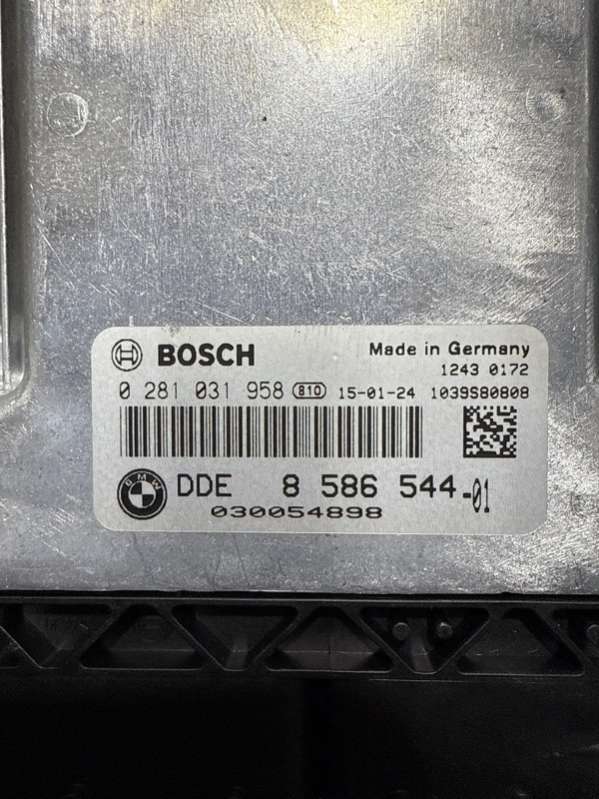 BOSCH
Made in Germany
1243 0172
0 281 031 958 810 15-01-24 1039S80808
BMW
DDE 8 586 544-01
030054898